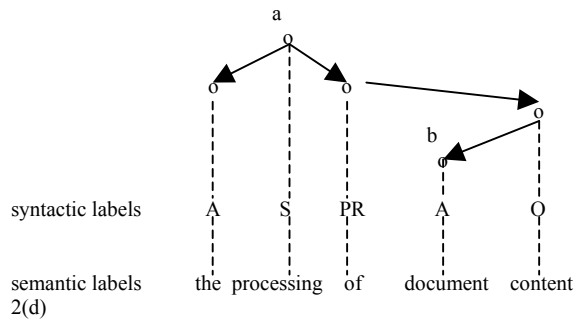 a
o
o o
o
b
o
syntactic labels A S PR A O
semantic labels the processing of document content
2(d)